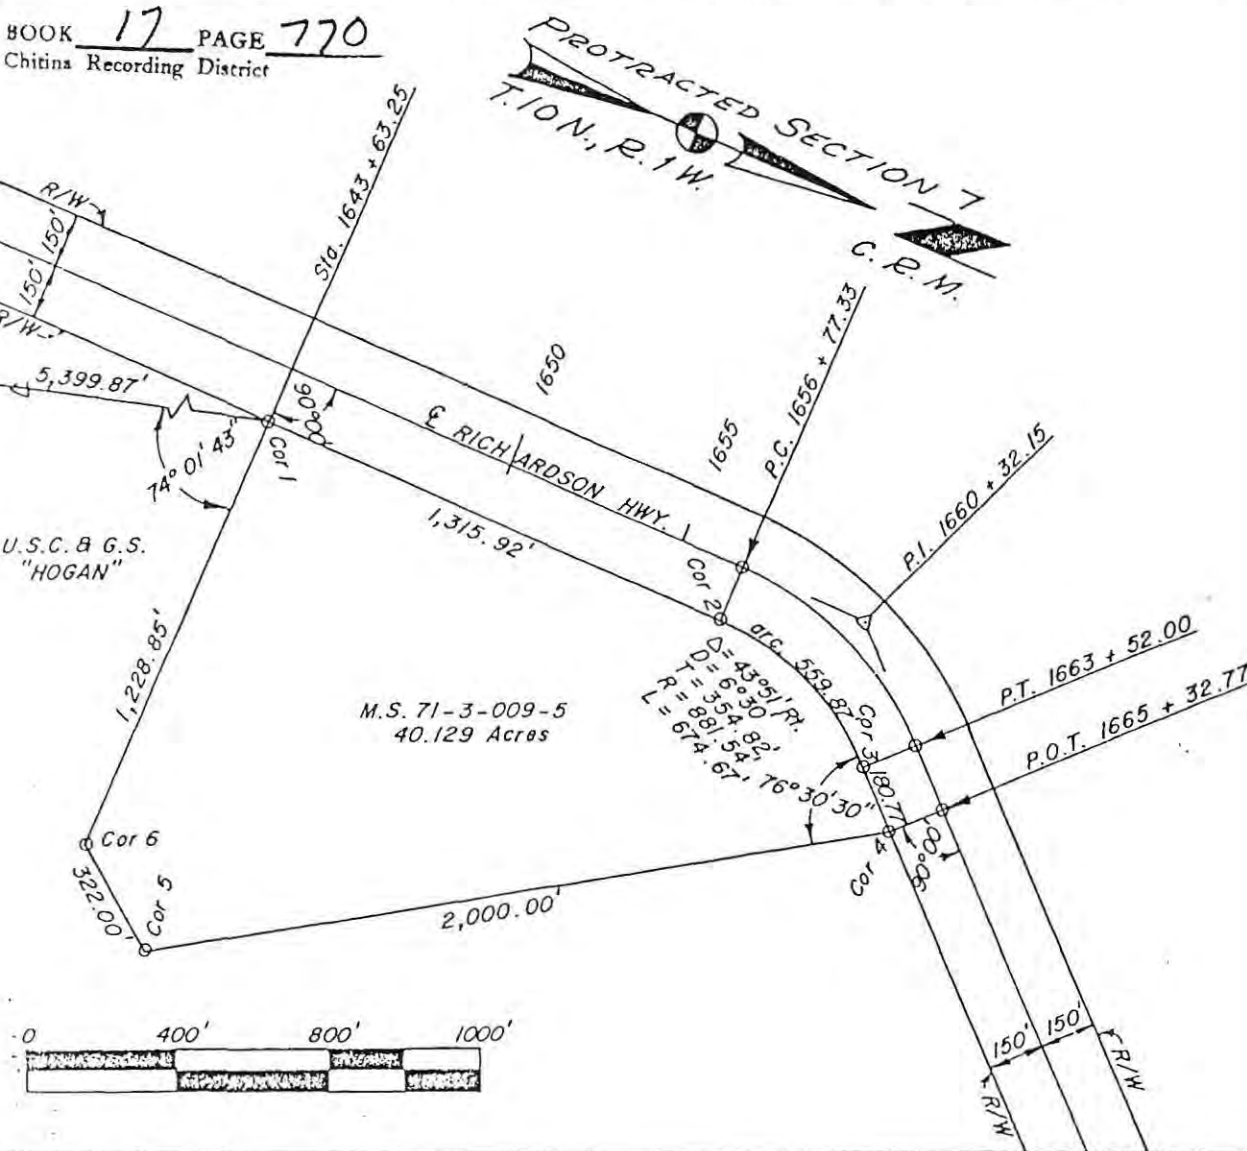 BOOK 17 PAGE 770
Chitina Recording District
PROTRACTED SECTION 7
T.10N., R.1W.
C.R.M.
R/W
150' 150'
R/W
Sta. 1643 + 63.25
5,399.87'
74°01'43"
90°00'
Cor 1
1650
℄ RICHARDSON HWY.
1655
P.C. 1656 + 77.33
P.I. 1660 + 32.15
1,315.92'
Cor 2
U.S.C. & G.S.
"HOGAN"
arc, 559.87'
Δ = 43°51' Rt.
D = 6°30'
T = 354.82'
R = 881.54'
L = 674.67'
Cor 3
P.T. 1663 + 52.00
P.O.T. 1665 + 32.77
1,228.85'
M.S. 71-3-009-5
40.129 Acres
180.77'
76°30'30"
Cor 4
90°00'
Cor 6
322.00'
Cor 5
2,000.00'
0 400' 800' 1000'
150' 150'
R/W
R/W